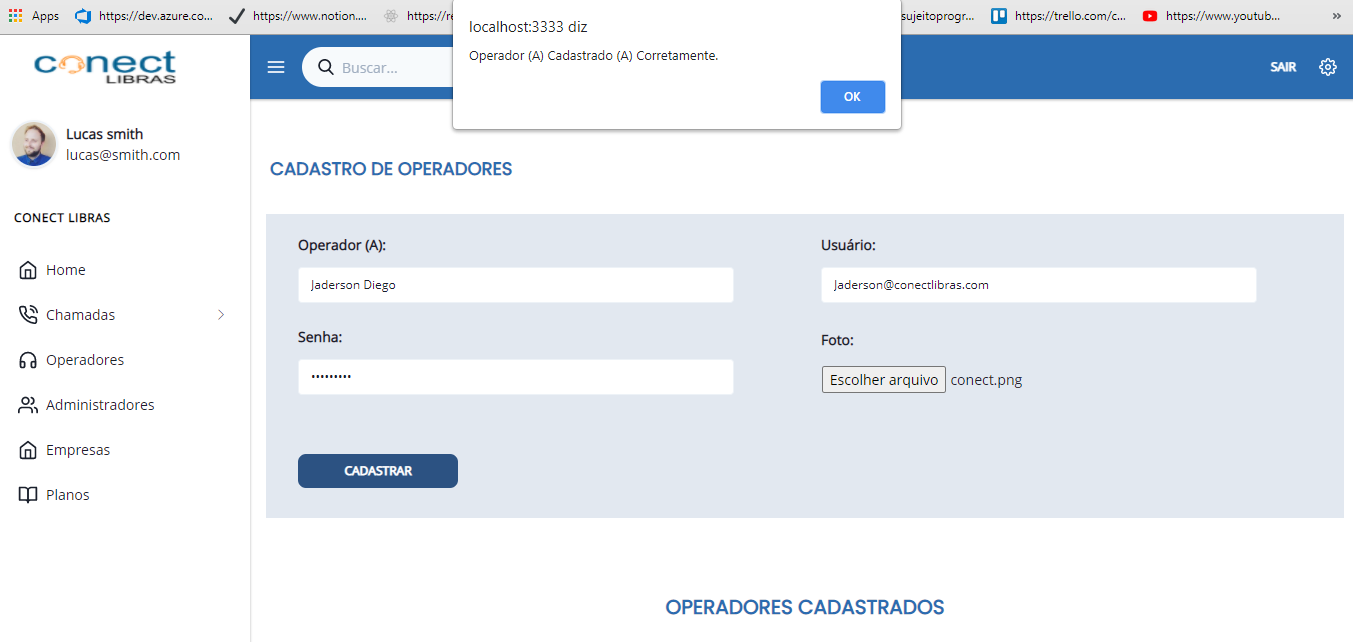 Apps https://dev.azure.co... https://www.notion.... https://re sujeitoprogr... https://trello.com/c... https://www.youtub... »
localhost:3333 diz
Operador (A) Cadastrado (A) Corretamente.
OK
conect
LIBRAS
Buscar...
SAIR
Lucas smith
lucas@smith.com
CONECT LIBRAS
Home
Chamadas
Operadores
Administradores
Empresas
Planos
CADASTRO DE OPERADORES
Operador (A):
Jaderson Diego
Usuário:
Jaderson@conectlibras.com
Senha:
•••••••••
Foto:
Escolher arquivo conect.png
CADASTRAR
OPERADORES CADASTRADOS